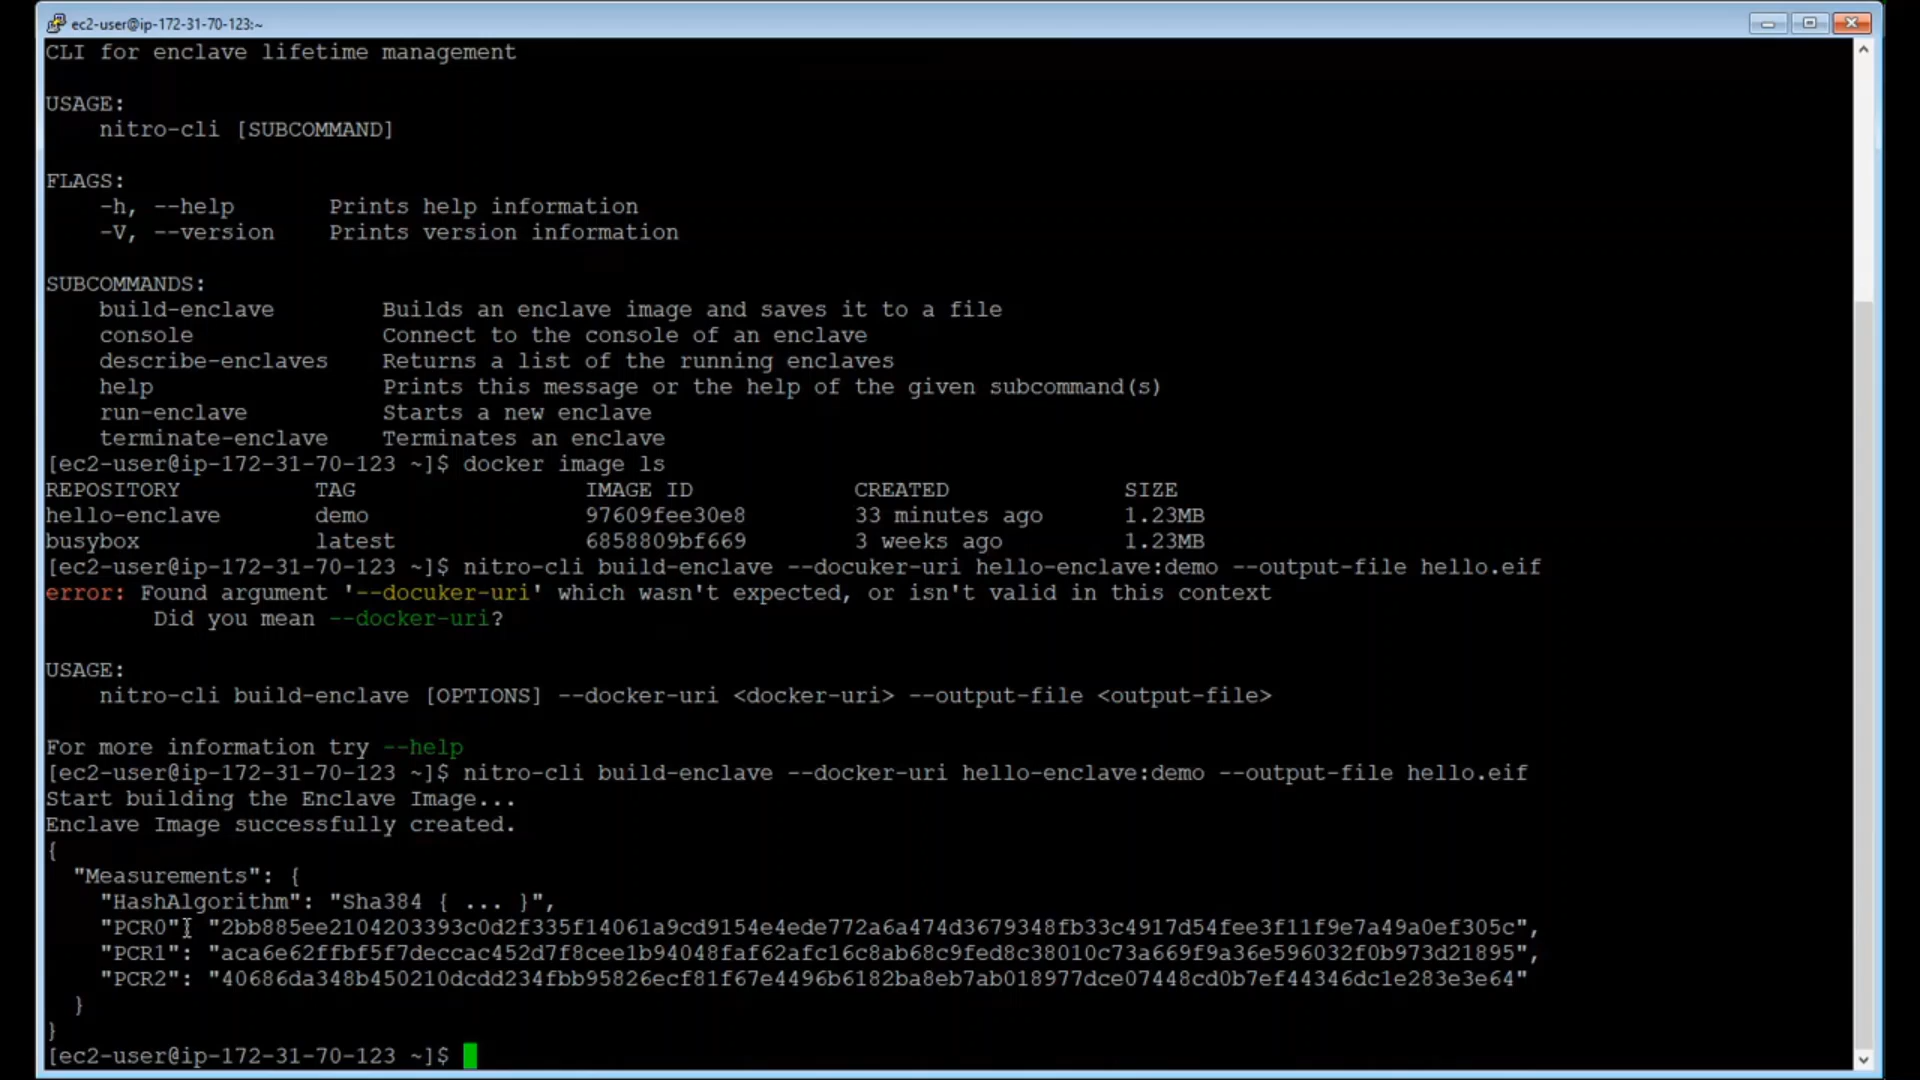 ec2-user@ip-172-31-70-123:~
CLI for enclave lifetime management
USAGE:
nitro-cli [SUBCOMMAND]
FLAGS:
-h, --help Prints help information
-V, --version Prints version information
SUBCOMMANDS:
build-enclave Builds an enclave image and saves it to a file
console Connect to the console of an enclave
describe-enclaves Returns a list of the running enclaves
help Prints this message or the help of the given subcommand(s)
run-enclave Starts a new enclave
terminate-enclave Terminates an enclave
[ec2-user@ip-172-31-70-123 ~]$ docker image ls
REPOSITORY TAG IMAGE ID CREATED SIZE
hello-enclave demo 97609fee30e8 33 minutes ago 1.23MB
busybox latest 6858809bf669 3 weeks ago 1.23MB
[ec2-user@ip-172-31-70-123 ~]$ nitro-cli build-enclave --docuker-uri hello-enclave:demo --output-file hello.eif
error: Found argument '--docuker-uri' which wasn't expected, or isn't valid in this context
Did you mean --docker-uri?
USAGE:
nitro-cli build-enclave [OPTIONS] --docker-uri <docker-uri> --output-file <output-file>
For more information try --help
[ec2-user@ip-172-31-70-123 ~]$ nitro-cli build-enclave --docker-uri hello-enclave:demo --output-file hello.eif
Start building the Enclave Image...
Enclave Image successfully created.
{
"Measurements": {
"HashAlgorithm": "Sha384 { ... }",
"PCR0": "2bb885ee2104203393c0d2f335f14061a9cd9154e4ede772a6a474d3679348fb33c4917d54fee3f11f9e7a49a0ef305c",
"PCR1": "aca6e62ffbf5f7deccac452d7f8cee1b94048faf62afc16c8ab68c9fed8c38010c73a669f9a36e596032f0b973d21895",
"PCR2": "40686da348b450210dcdd234fbb95826ecf81f67e4496b6182ba8eb7ab018977dce07448cd0b7ef44346dc1e283e3e64"
}
}
[ec2-user@ip-172-31-70-123 ~]$